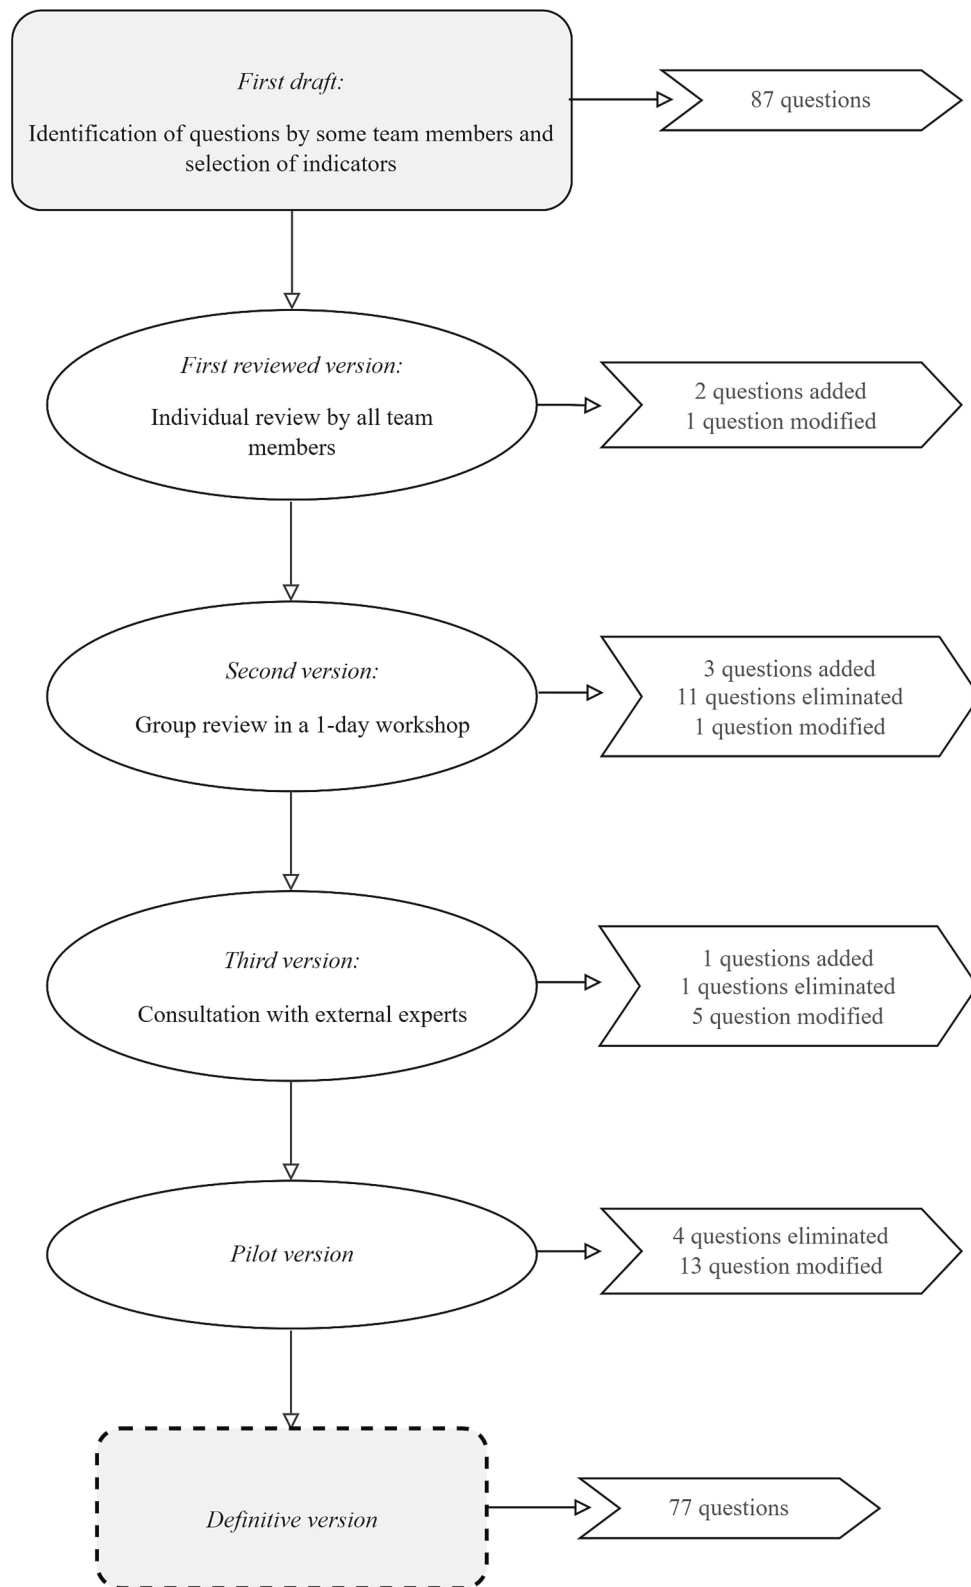 First draft:
Identification of questions by some team members and
selection of indicators
87 questions
First reviewed version:
Individual review by all team
members
2 questions added
1 question modified
Second version:
Group review in a 1-day workshop
3 questions added
11 questions eliminated
1 question modified
Third version:
Consultation with external experts
1 questions added
1 questions eliminated
5 question modified
Pilot version
4 questions eliminated
13 question modified
Definitive version
77 questions